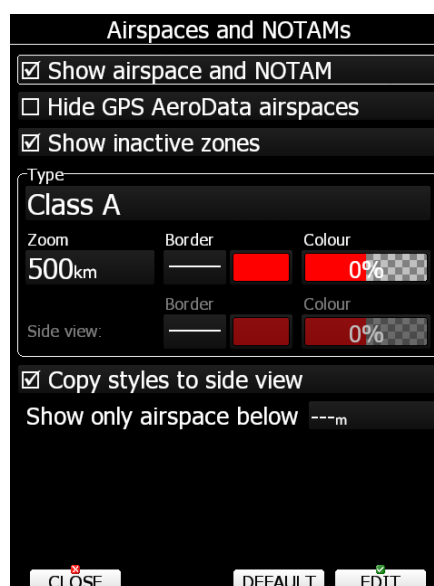 Airspaces and NOTAMs
Show airspace and NOTAM
Hide GPS AeroData airspaces
Show inactive zones
Type
Class A
Zoom Border Colour
500km 0%
Border Colour
Side view: 0%
Copy styles to side view
Show only airspace below ---m
CLOSE DEFAULT EDIT